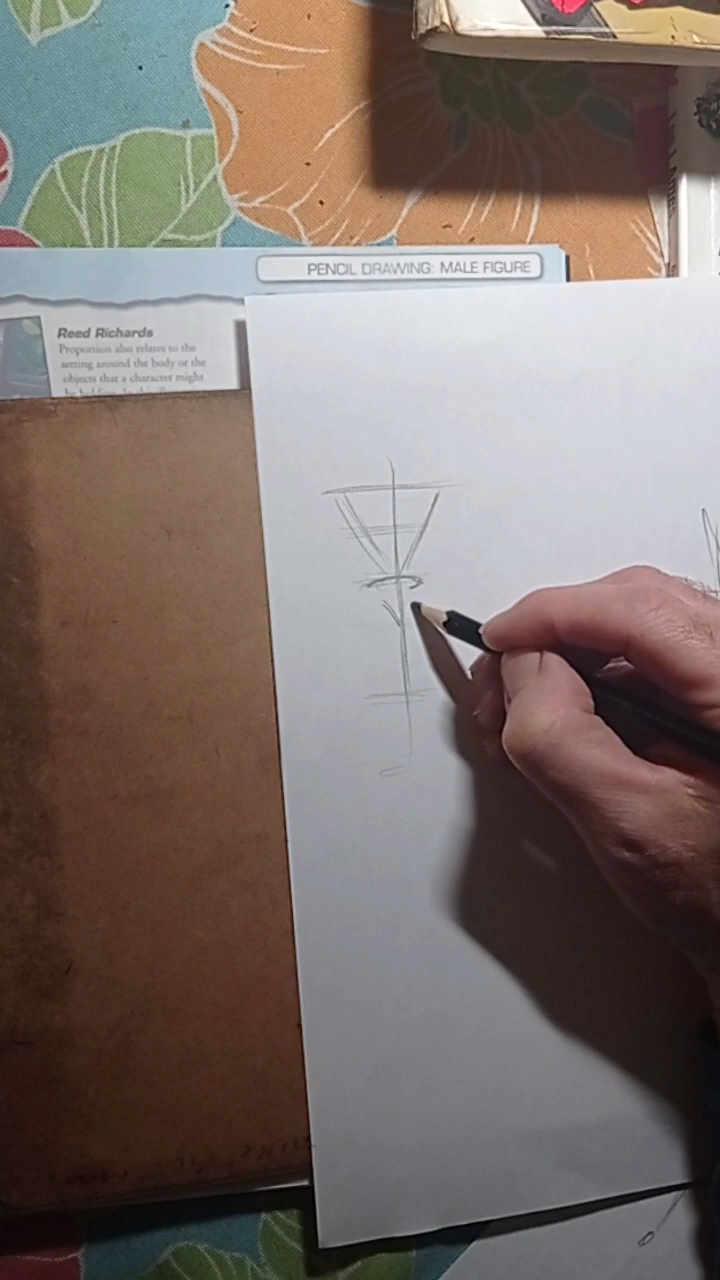 PENCIL DRAWING: MALE FIGURE
Reed Richards
Proportion also relates to the
setting around the body or the
objects that a character might